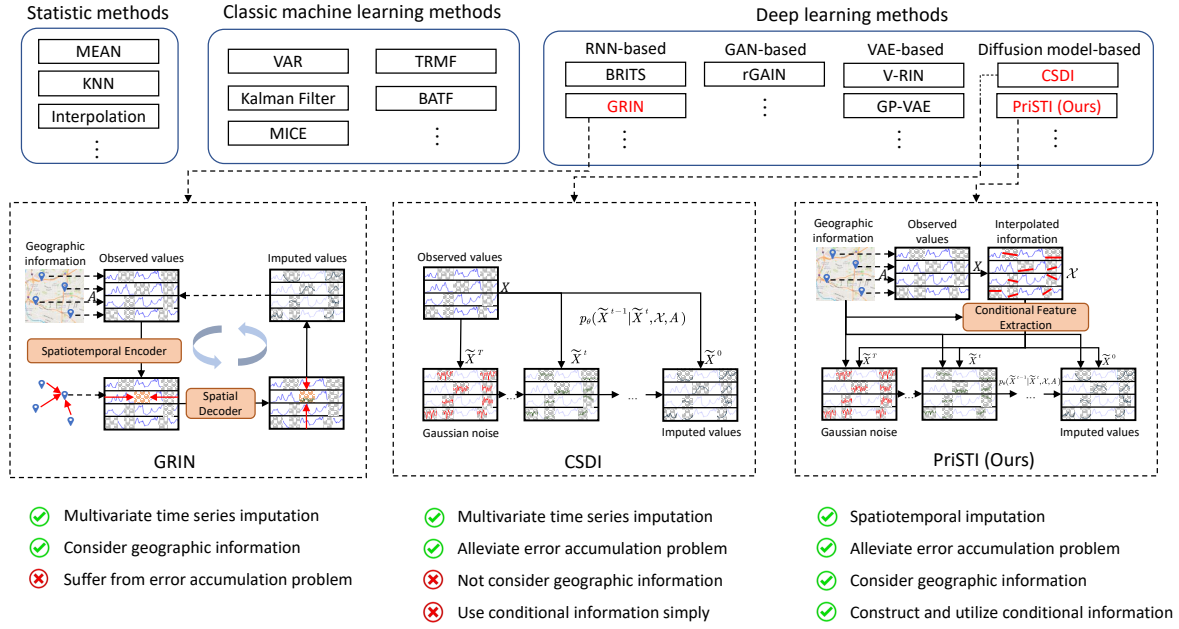 Statistic methods
MEAN
KNN
Interpolation
⋮
Classic machine learning methods
VAR
TRMF
Kalman Filter
BATF
MICE
⋮
Deep learning methods
RNN-based
GAN-based
VAE-based
Diffusion model-based
BRITS
rGAIN
V-RIN
CSDI
GRIN
⋮
GP-VAE
PriSTI (Ours)
⋮
⋮
⋮
Geographic
information
Observed values
Imputed values
A
Spatiotemporal Encoder
Spatial
Decoder
GRIN
Observed values
X
p_θ(X̃^{t−1}|X̃^t, 𝒳, A)
X̃^T
X̃^t
X̃^0
...
...
Gaussian noise
Imputed values
CSDI
Geographic
information
Observed
values
Interpolated
information
A
X
𝒳
Conditional Feature
Extraction
X̃^T
X̃^t
X̃^0
p_θ(X̃^{t−1}|X̃^t, 𝒳, A)
...
...
Gaussian noise
Imputed values
PriSTI (Ours)
Multivariate time series imputation
Consider geographic information
Suffer from error accumulation problem
Multivariate time series imputation
Alleviate error accumulation problem
Not consider geographic information
Use conditional information simply
Spatiotemporal imputation
Alleviate error accumulation problem
Consider geographic information
Construct and utilize conditional information